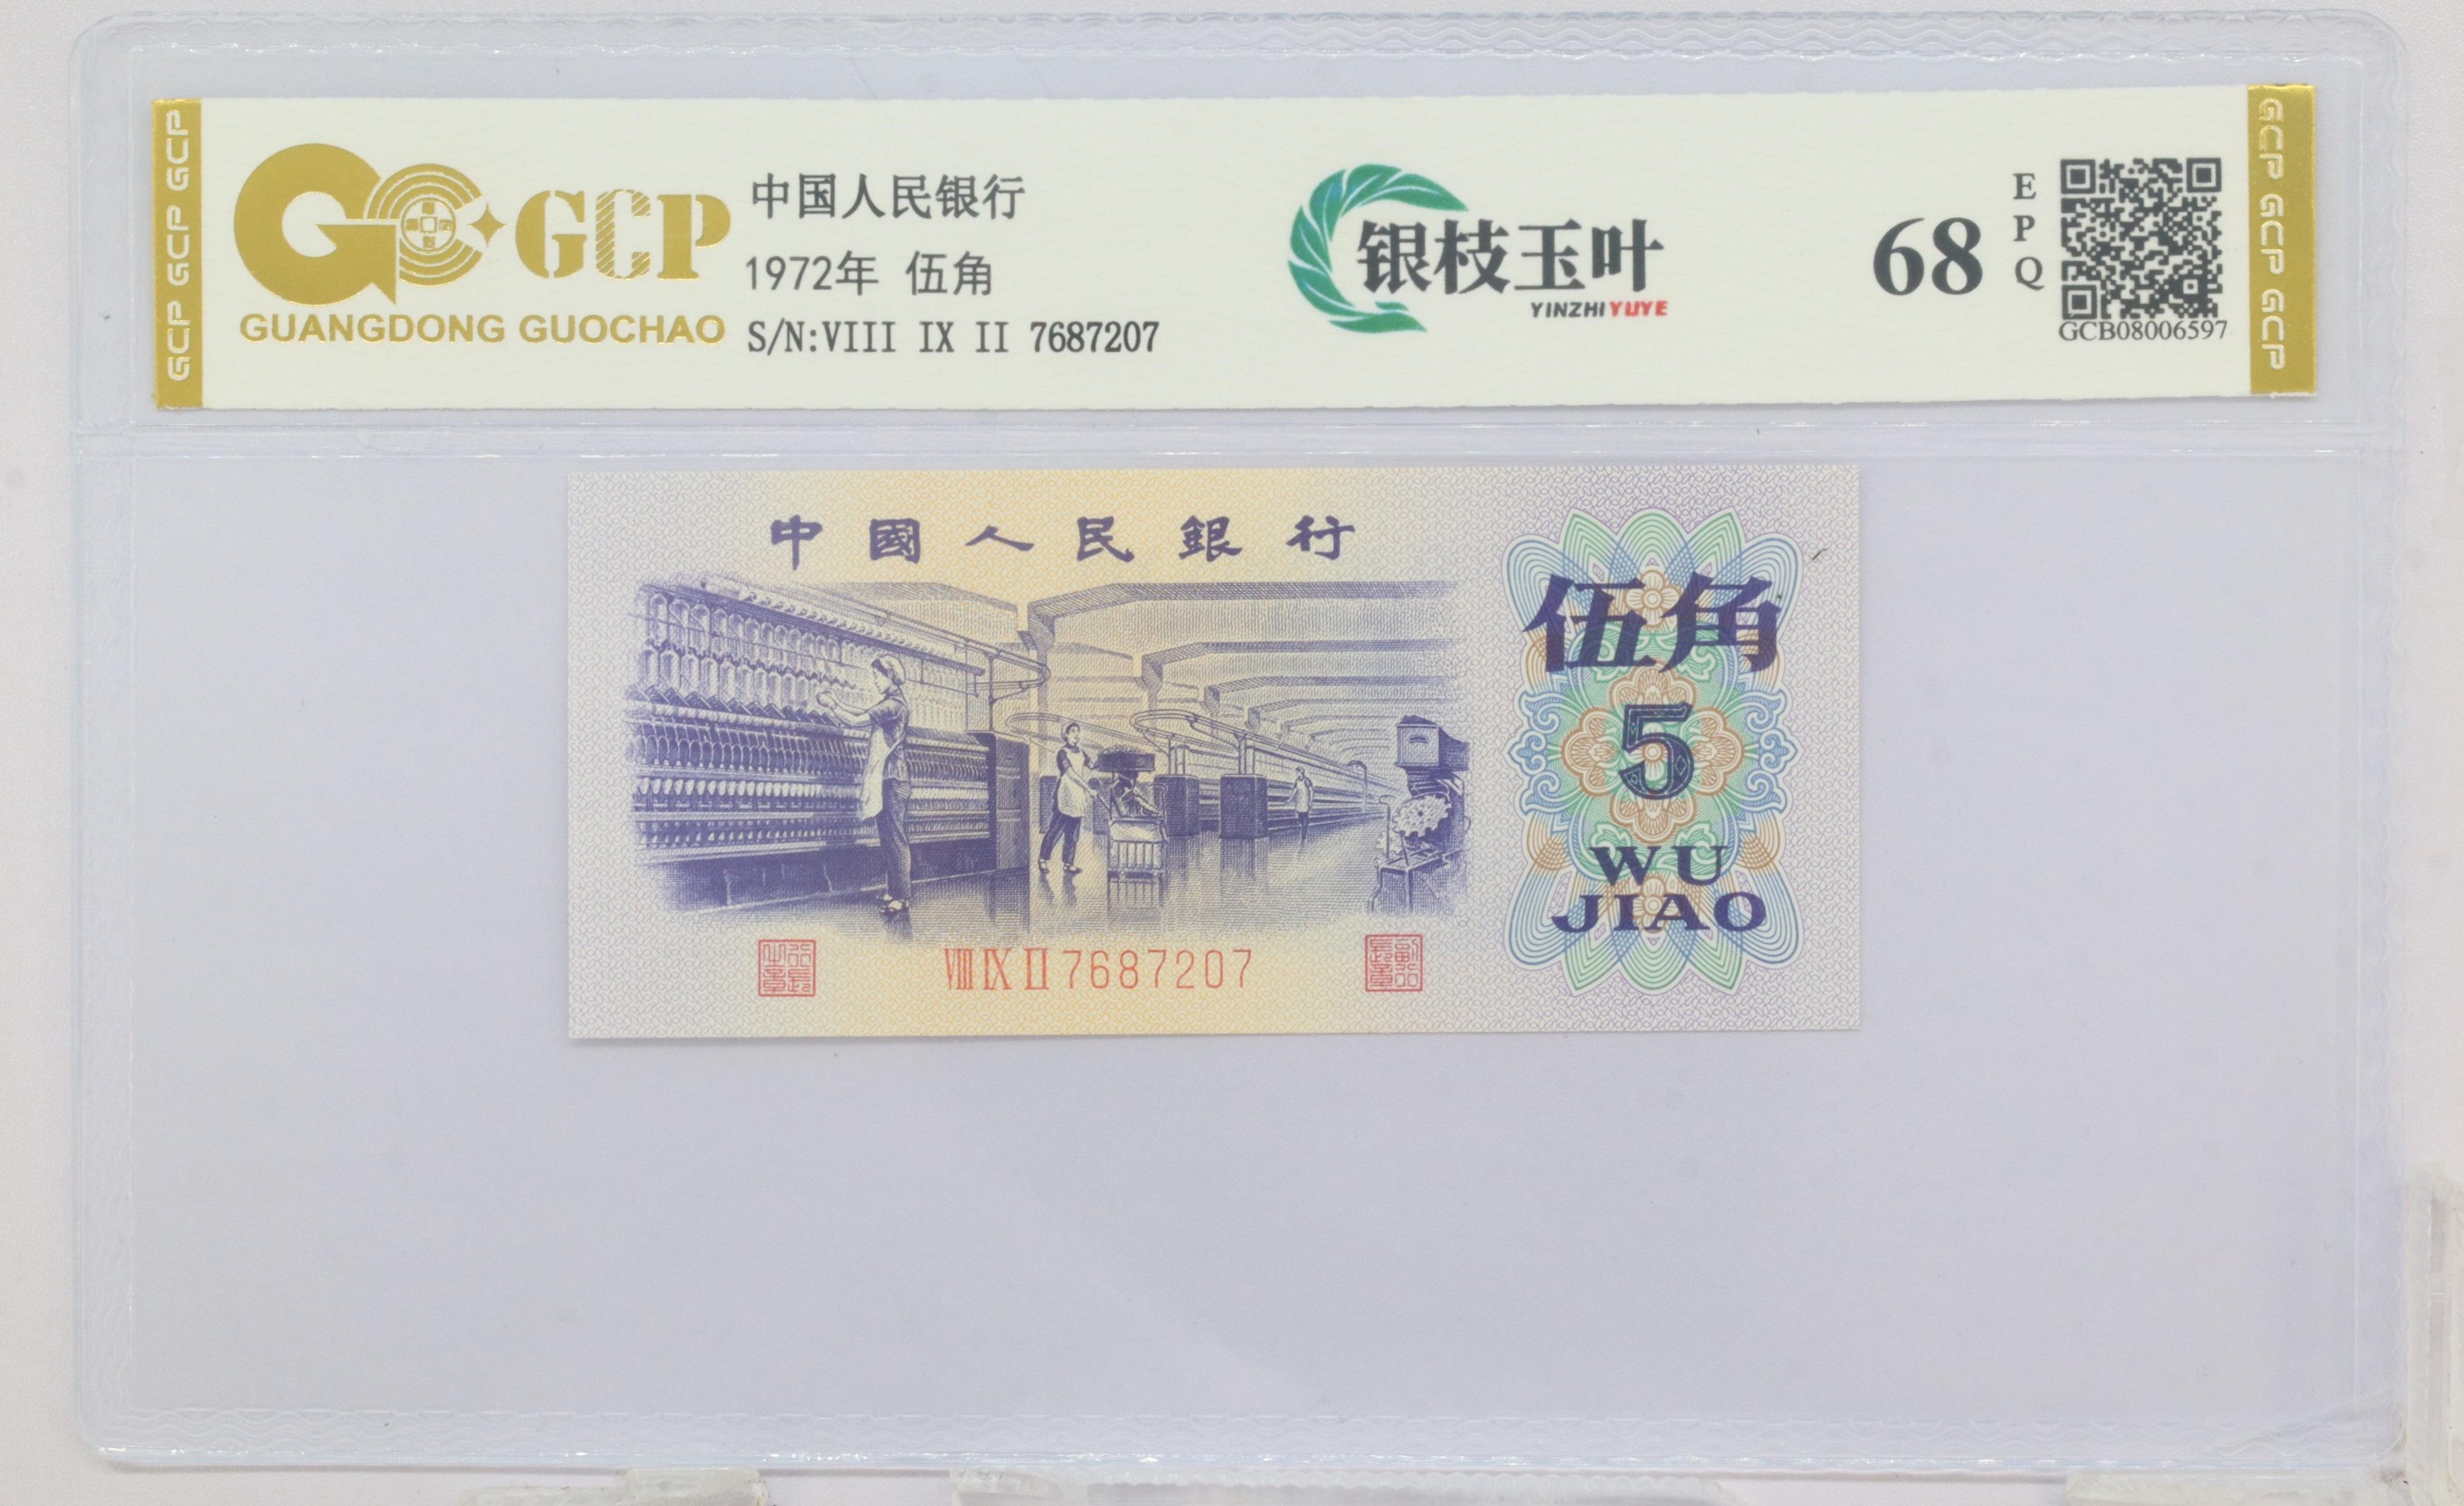 GCP GCP GCP
GCP
GUANGDONG GUOCHAO
中国人民银行
1972年 伍角
S/N:VIII IX II 7687207
银枝玉叶
YINZHIYUYE
68
E
P
Q
GCB08006597
GCP GCP GCP
中國人民銀行
伍角
5
WU
JIAO
VIII IX II 7687207